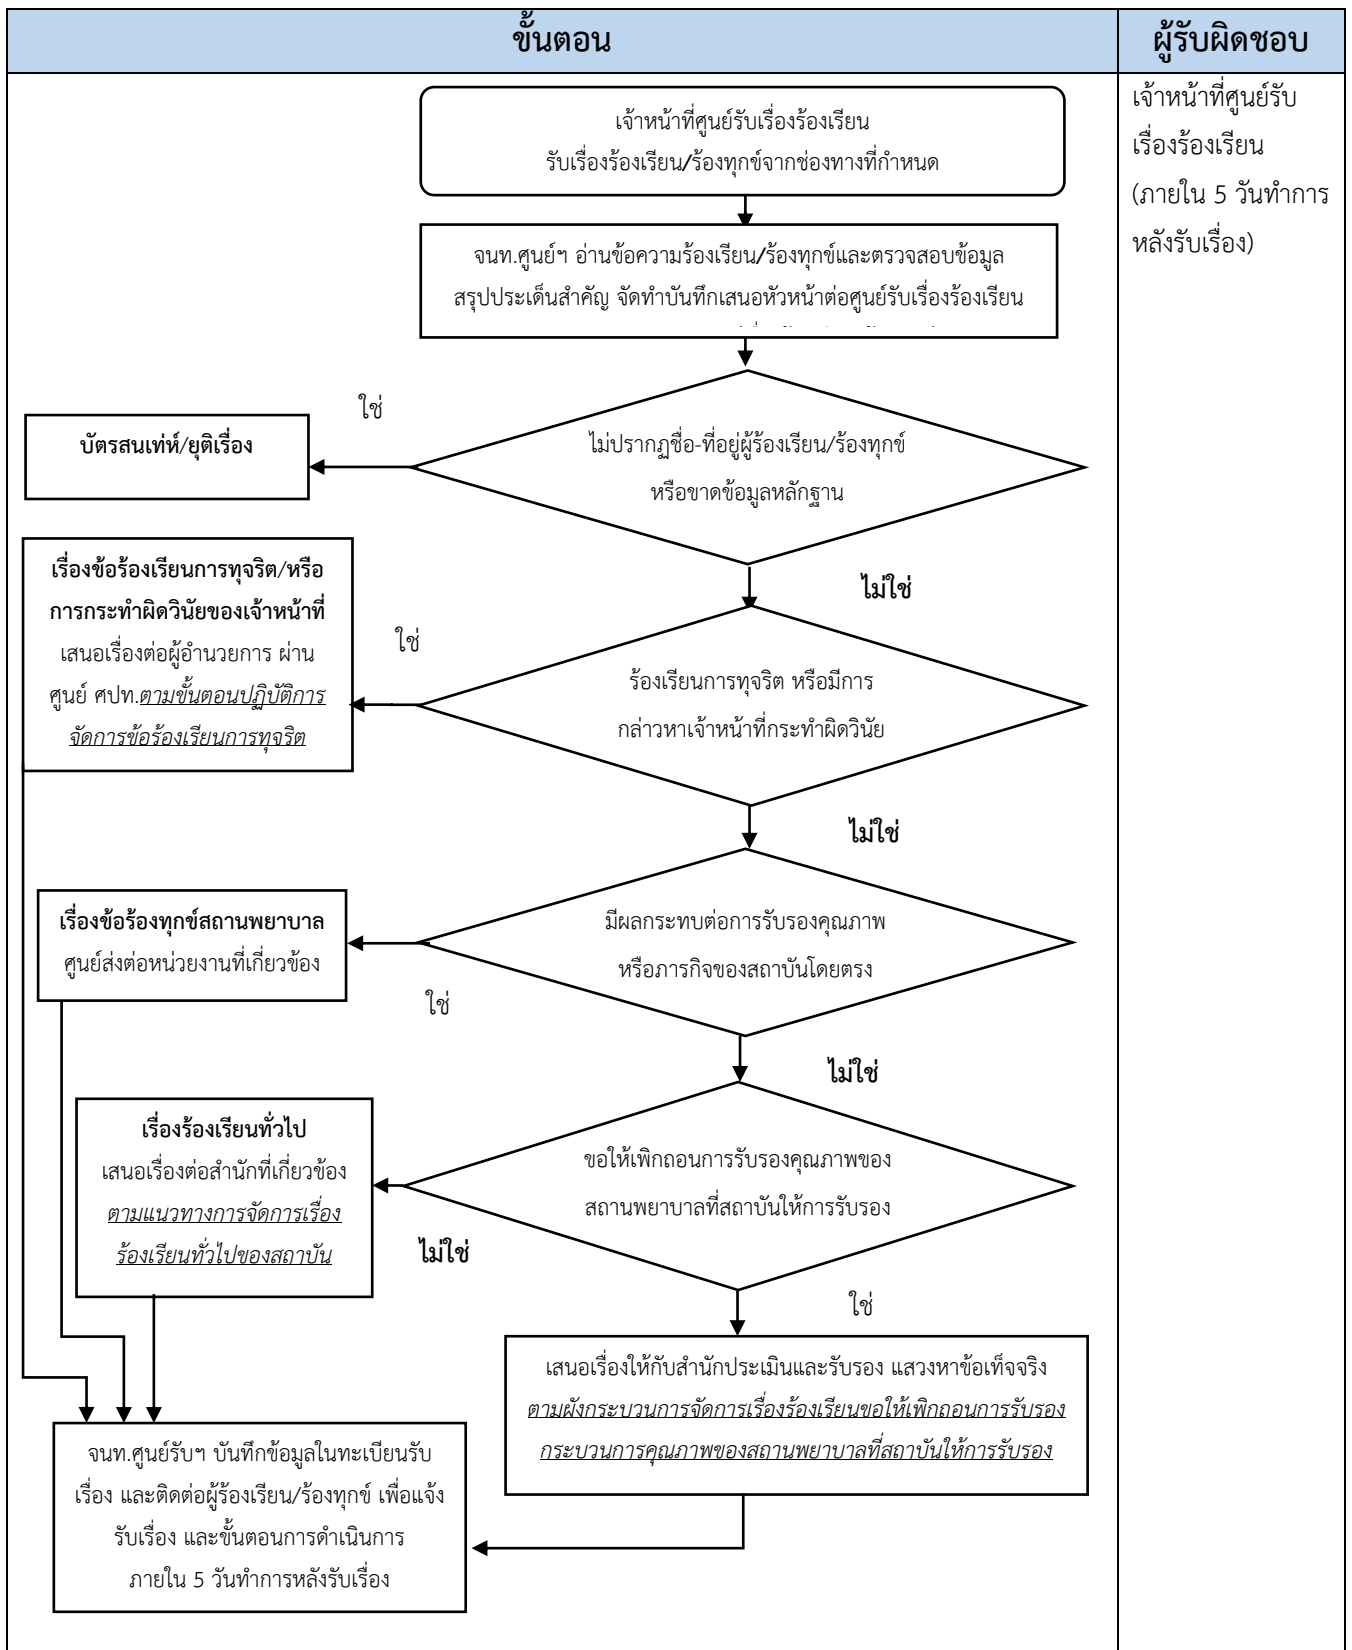 ขั้นตอน
ผู้รับผิดชอบ
เจ้าหน้าที่ศูนย์รับ
เรื่องร้องเรียน
(ภายใน 5 วันทำการ
หลังรับเรื่อง)
เจ้าหน้าที่ศูนย์รับเรื่องร้องเรียน
รับเรื่องร้องเรียน/ร้องทุกข์จากช่องทางที่กำหนด
จนท.ศูนย์ฯ อ่านข้อความร้องเรียน/ร้องทุกข์และตรวจสอบข้อมูล
สรุปประเด็นสำคัญ จัดทำบันทึกเสนอหัวหน้าต่อศูนย์รับเรื่องร้องเรียน
ใช่
บัตรสนเท่ห์/ยุติเรื่อง
ไม่ปรากฏชื่อ-ที่อยู่ผู้ร้องเรียน/ร้องทุกข์
หรือขาดข้อมูลหลักฐาน
ไม่ใช่
เรื่องข้อร้องเรียนการทุจริต/หรือ
การกระทำผิดวินัยของเจ้าหน้าที่
เสนอเรื่องต่อผู้อำนวยการ ผ่าน
ศูนย์ ศปท.ตามขั้นตอนปฏิบัติการ
จัดการข้อร้องเรียนการทุจริต
ใช่
ร้องเรียนการทุจริต หรือมีการ
กล่าวหาเจ้าหน้าที่กระทำผิดวินัย
ไม่ใช่
เรื่องข้อร้องทุกข์สถานพยาบาล
ศูนย์ส่งต่อหน่วยงานที่เกี่ยวข้อง
มีผลกระทบต่อการรับรองคุณภาพ
หรือภารกิจของสถาบันโดยตรง
ใช่
ไม่ใช่
เรื่องร้องเรียนทั่วไป
เสนอเรื่องต่อสำนักที่เกี่ยวข้อง
ตามแนวทางการจัดการเรื่อง
ร้องเรียนทั่วไปของสถาบัน
ขอให้เพิกถอนการรับรองคุณภาพของ
สถานพยาบาลที่สถาบันให้การรับรอง
ไม่ใช่
ใช่
เสนอเรื่องให้กับสำนักประเมินและรับรอง แสวงหาข้อเท็จจริง
ตามผังกระบวนการจัดการเรื่องร้องเรียนขอให้เพิกถอนการรับรอง
กระบวนการคุณภาพของสถานพยาบาลที่สถาบันให้การรับรอง
จนท.ศูนย์รับฯ บันทึกข้อมูลในทะเบียนรับ
เรื่อง และติดต่อผู้ร้องเรียน/ร้องทุกข์ เพื่อแจ้ง
รับเรื่อง และขั้นตอนการดำเนินการ
ภายใน 5 วันทำการหลังรับเรื่อง